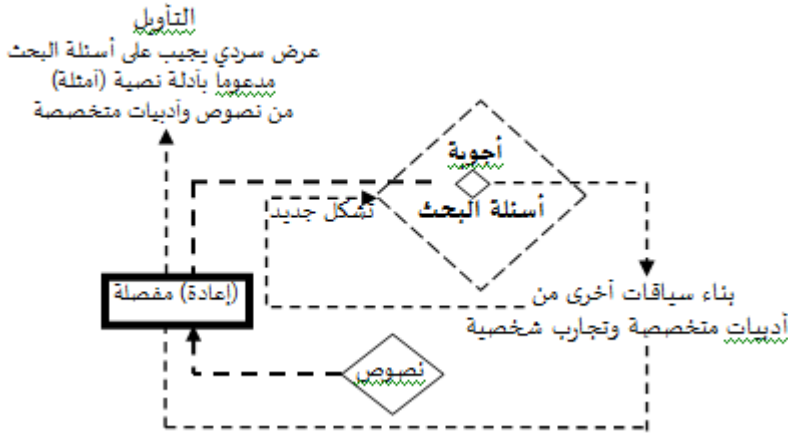 التأويل
عرض سردي يجيب على أسئلة البحث
مدعوما بأدلة نصية (أمثلة)
من نصوص وأدبيات متخصصة
أجوبة
أسئلة البحث
تشكل جديد
(إعادة) مفصلة
بناء سياقات أخرى من
أدبيات متخصصة وتجارب شخصية
نصوص